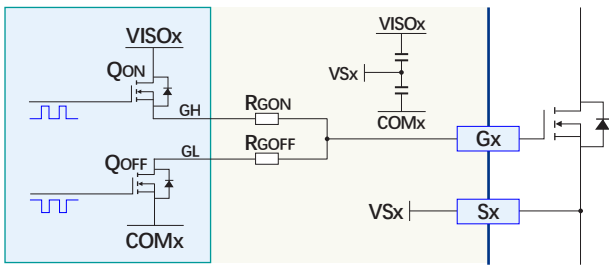 VISOx
QON
GH
RGON
VISOx
VSx
COMx
QOFF
GL
RGOFF
Gx
COMx
VSx
Sx